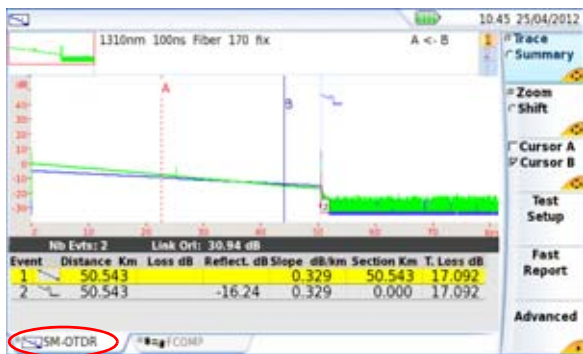 10.45 25/04/2012
1310nm 100ns Fiber 170 fix A <- B
1
2
Trace
Summary
Zoom
Shift
Cursor A
Cursor B
Test
Setup
Fast
Report
Advanced
dB
A
B
40
30
20
10
0
-10
-20
-30
0 10 20 30 40 50 60 70 km
Nb Evts: 2 Link Orl: 30.94 dB
Event Distance Km Loss dB Reflect. dB Slope dB/km Section Km T. Loss dB
1 50.543 0.329 50.543 17.092
2 50.543 -16.24 0.329 0.000 17.092
SM-OTDR FCOMP